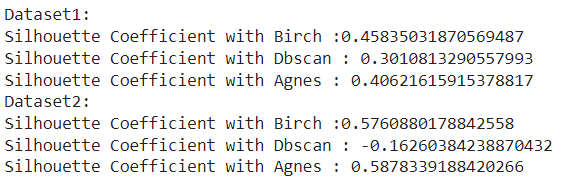 Dataset1:
Silhouette Coefficient with Birch :0.45835031870569487
Silhouette Coefficient with Dbscan : 0.3010813290557993
Silhouette Coefficient with Agnes : 0.40621615915378817
Dataset2:
Silhouette Coefficient with Birch :0.5760880178842558
Silhouette Coefficient with Dbscan : -0.16260384238870432
Silhouette Coefficient with Agnes : 0.5878339188420266